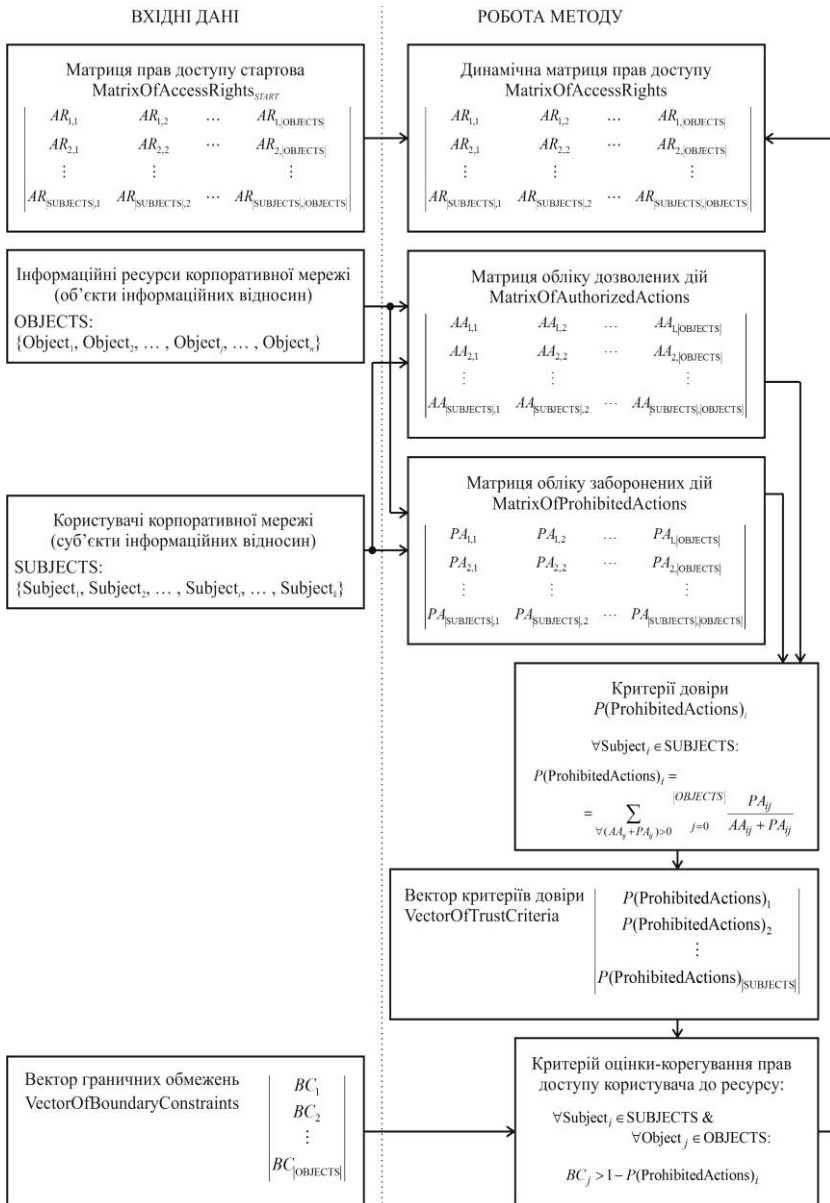 ВХІДНІ ДАНІ
РОБОТА МЕТОДУ
Матриця прав доступу стартова
MatrixOfAccessRights_START
AR_1,1 AR_1,2 … AR_1,|OBJECTS|
AR_2,1 AR_2,2 … AR_2,|OBJECTS|
⋮ ⋮ ⋮
AR_|SUBJECTS|,1 AR_|SUBJECTS|,2 … AR_|SUBJECTS|,|OBJECTS|
Динамічна матриця прав доступу
MatrixOfAccessRights
AR_1,1 AR_1,2 … AR_1,|OBJECTS|
AR_2,1 AR_2,2 … AR_2,|OBJECTS|
⋮ ⋮ ⋮
AR_|SUBJECTS|,1 AR_|SUBJECTS|,2 … AR_|SUBJECTS|,|OBJECTS|
Інформаційні ресурси корпоративної мережі
(об’єкти інформаційних відносин)
OBJECTS:
{Object_1, Object_2, … , Object_j, … , Object_n}
Матриця обліку дозволених дій
MatrixOfAuthorizedActions
AA_1,1 AA_1,2 … AA_1,|OBJECTS|
AA_2,1 AA_2,2 … AA_2,|OBJECTS|
⋮ ⋮ ⋮
AA_|SUBJECTS|,1 AA_|SUBJECTS|,2 … AA_|SUBJECTS|,|OBJECTS|
Користувачі корпоративної мережі
(суб’єкти інформаційних відносин)
SUBJECTS:
{Subject_1, Subject_2, … , Subject_i, … , Subject_k}
Матриця обліку заборонених дій
MatrixOfProhibitedActions
PA_1,1 PA_1,2 … PA_1,|OBJECTS|
PA_2,1 PA_2,2 … PA_2,|OBJECTS|
⋮ ⋮ ⋮
PA_|SUBJECTS|,1 PA_|SUBJECTS|,2 … PA_|SUBJECTS|,|OBJECTS|
Критерії довіри
P(ProhibitedActions)_i
∀Subject_i ∈ SUBJECTS:
P(ProhibitedActions)_i =
= ∑_∀(AA_ij+PA_ij)>0 |OBJECTS| j=0 PA_ij / AA_ij + PA_ij
Вектор критеріїв довіри
VectorOfTrustCriteria
P(ProhibitedActions)_1
P(ProhibitedActions)_2
⋮
P(ProhibitedActions)_|SUBJECTS|
Вектор граничних обмежень
VectorOfBoundaryConstraints
BC_1
BC_2
⋮
BC_|OBJECTS|
Критерій оцінки-корегування прав
доступу користувача до ресурсу:
∀Subject_i ∈ SUBJECTS &
∀Object_j ∈ OBJECTS:
BC_j > 1 − P(ProhibitedActions)_i